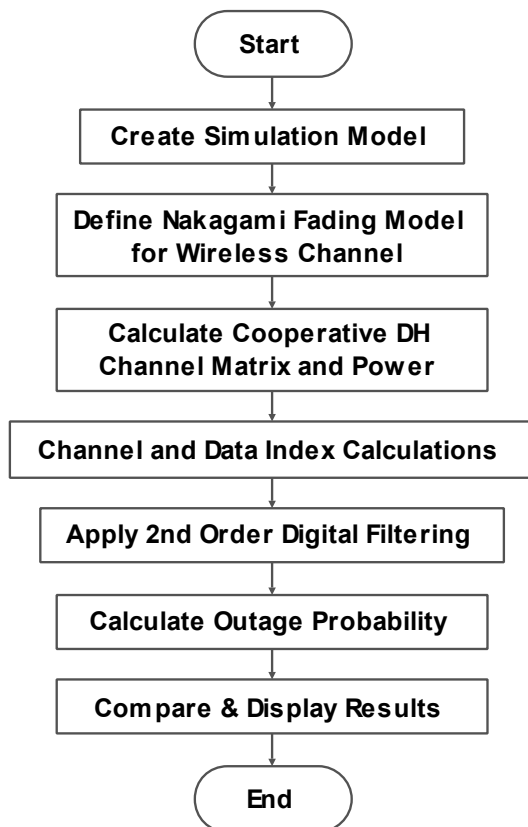 Start
Create Simulation Model
Define Nakagami Fading Model
for Wireless Channel
Calculate Cooperative DH
Channel Matrix and Power
Channel and Data Index Calculations
Apply 2nd Order Digital Filtering
Calculate Outage Probability
Compare & Display Results
End